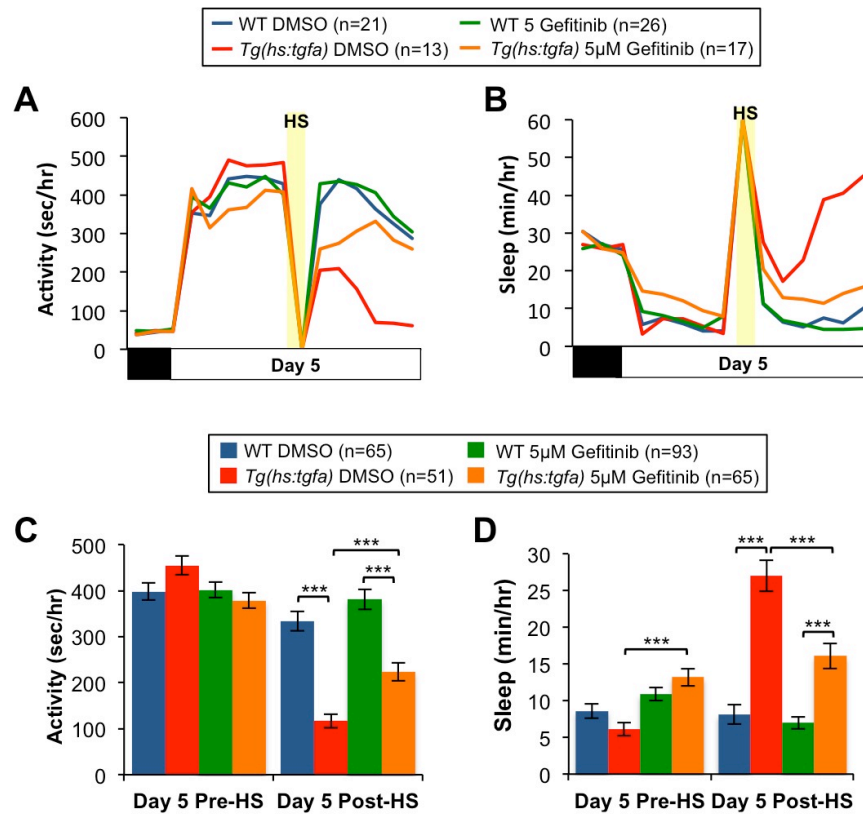 WT DMSO (n=21) WT 5 Gefitinib (n=26)
Tg(hs:tgfa) DMSO (n=13) Tg(hs:tgfa) 5µM Gefitinib (n=17)
A
HS
600
500
400
300
200
100
0
Activity (sec/hr)
Day 5
B
HS
60
50
40
30
20
10
0
Sleep (min/hr)
Day 5
WT DMSO (n=65) WT 5µM Gefitinib (n=93)
Tg(hs:tgfa) DMSO (n=51) Tg(hs:tgfa) 5µM Gefitinib (n=65)
C
500
400
300
200
100
0
Activity (sec/hr)
***
***
***
Day 5 Pre-HS Day 5 Post-HS
D
30
25
20
15
10
5
0
Sleep (min/hr)
*** ***
***
***
Day 5 Pre-HS Day 5 Post-HS